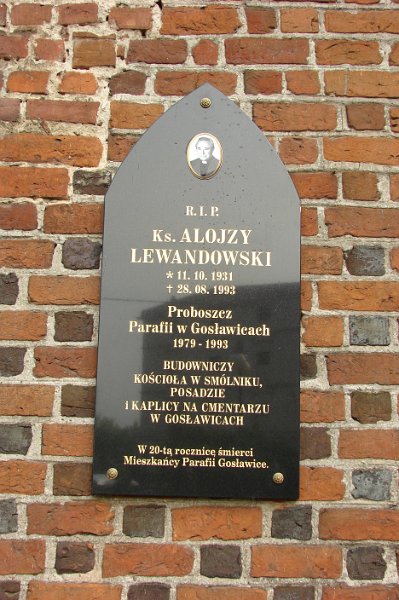 R. I. P.
Ks. ALOJZY
LEWANDOWSKI
* 11. 10. 1931
† 28. 08. 1993
Proboszcz
Parafii w Gosławicach
1979 - 1993
BUDOWNICZY
KOŚCIOŁA W SMÓLNIKU,
POSADZIE
i KAPLICY NA CMENTARZU
W GOSŁAWICACH
W 20-tą rocznicę śmierci
Mieszkańcy Parafii Gosławice.